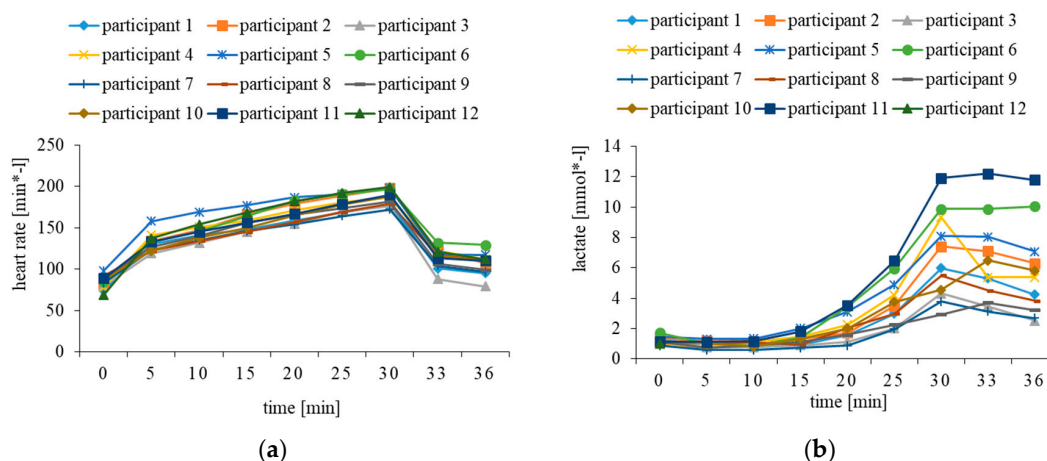 participant 1 participant 2 participant 3
participant 4 participant 5 participant 6
participant 7 participant 8 participant 9
participant 10 participant 11 participant 12
250
200
150
100
50
0
heart rate [min*-1]
0 5 10 15 20 25 30 33 36
time [min]
(a)
participant 1 participant 2 participant 3
participant 4 participant 5 participant 6
participant 7 participant 8 participant 9
participant 10 participant 11 participant 12
14
12
10
8
6
4
2
0
lactate [mmol*-1]
0 5 10 15 20 25 30 33 36
time [min]
(b)